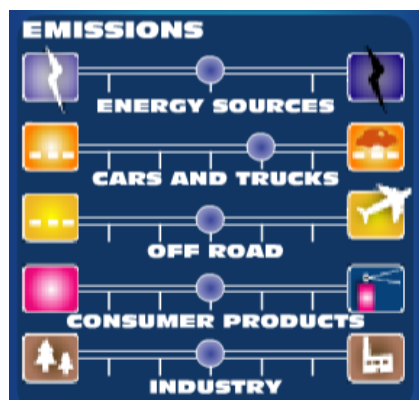 EMISSIONS
ENERGY SOURCES
CARS AND TRUCKS
OFF ROAD
CONSUMER PRODUCTS
INDUSTRY